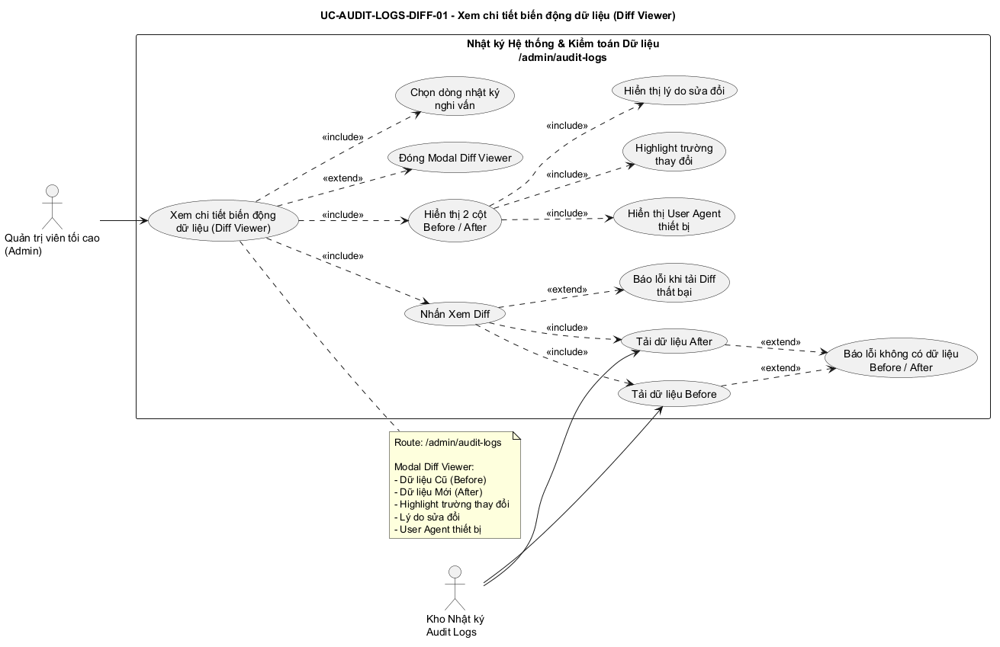 UC-AUDIT-LOGS-DIFF-01 - Xem chi tiết biến động dữ liệu (Diff Viewer)
Nhật ký Hệ thống & Kiểm toán Dữ liệu
/admin/audit-logs
Chọn dòng nhật ký
nghi vấn
Hiển thị lý do sửa đổi
«include»
«include»
Đóng Modal Diff Viewer
Highlight trường
thay đổi
«extend»
«include»
Quản trị viên tối cao
(Admin)
Xem chi tiết biến động
dữ liệu (Diff Viewer)
«include»
Hiển thị 2 cột
Before / After
«include»
Hiển thị User Agent
thiết bị
«include»
Nhấn Xem Diff
«extend»
Báo lỗi khi tải Diff
thất bại
«include»
Tải dữ liệu After
«extend»
Báo lỗi không có dữ liệu
Before / After
«include»
Tải dữ liệu Before
«extend»
Route: /admin/audit-logs
Modal Diff Viewer:
- Dữ liệu Cũ (Before)
- Dữ liệu Mới (After)
- Highlight trường thay đổi
- Lý do sửa đổi
- User Agent thiết bị
Kho Nhật ký
Audit Logs